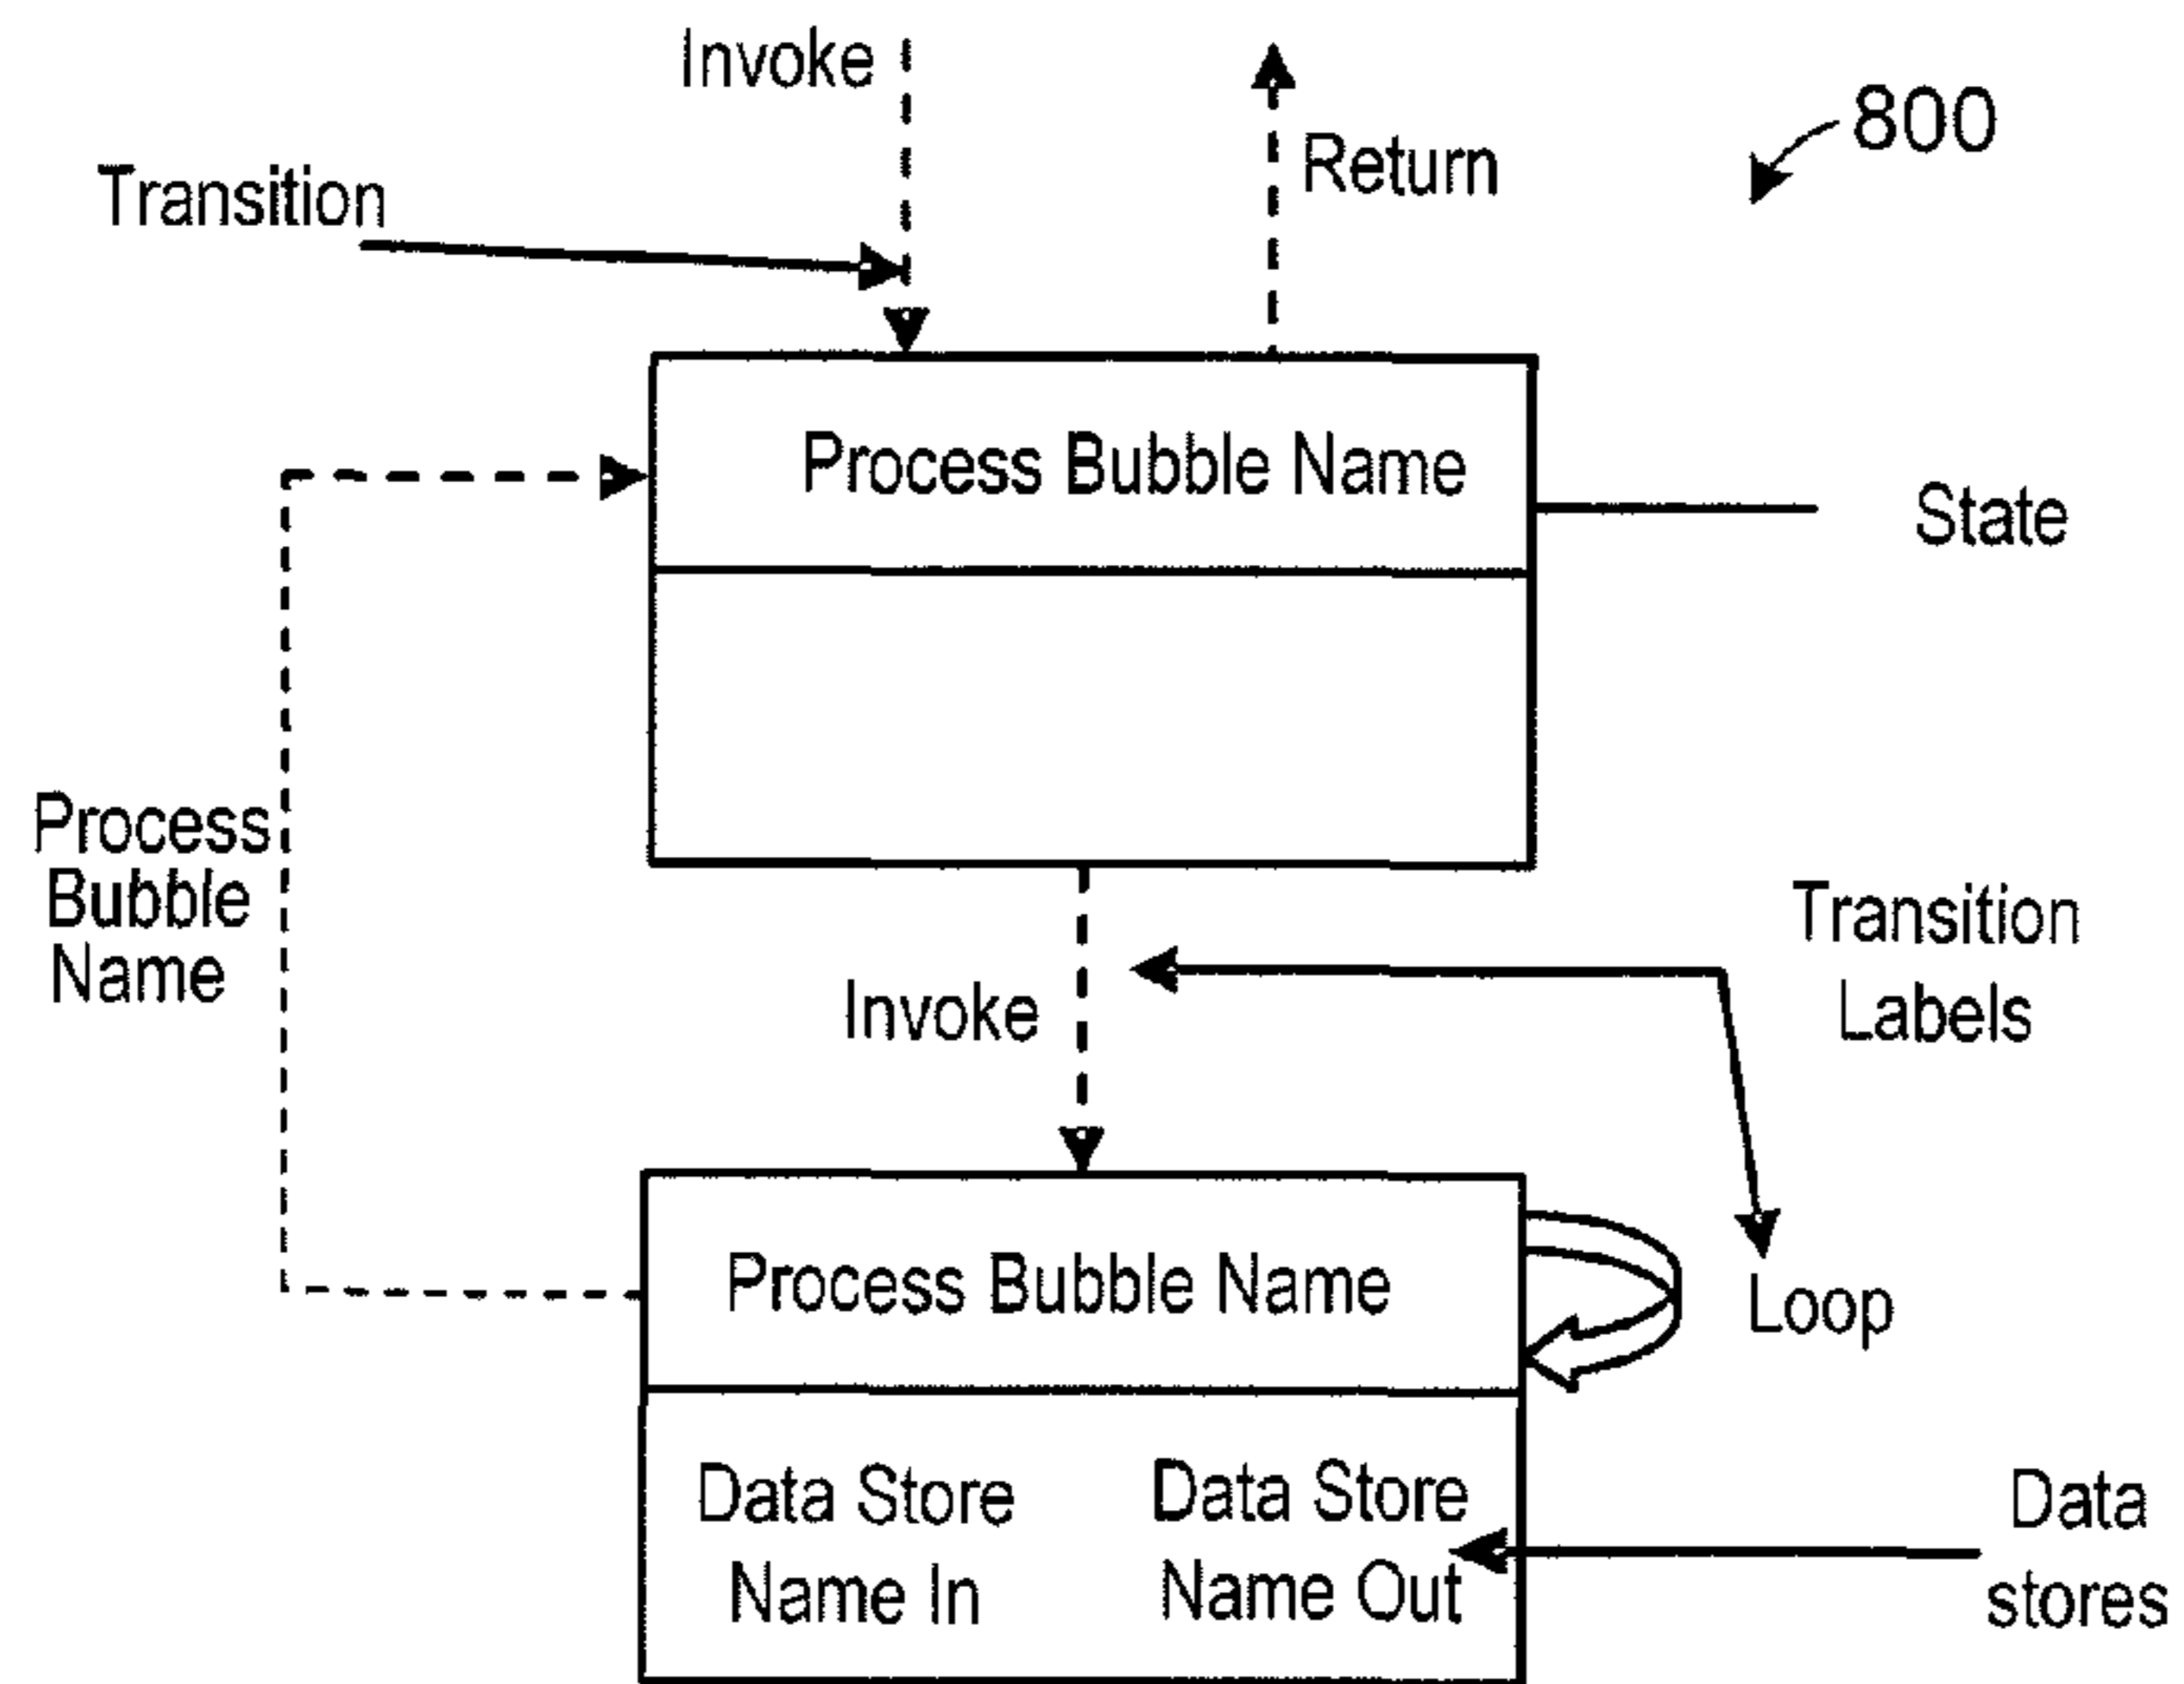 Invoke
Return
800
Transition
Process Bubble Name
State
Process
Bubble
Name
Transition
Labels
Invoke
Process Bubble Name
Loop
Data Store
Name In
Data Store
Name Out
Data
stores